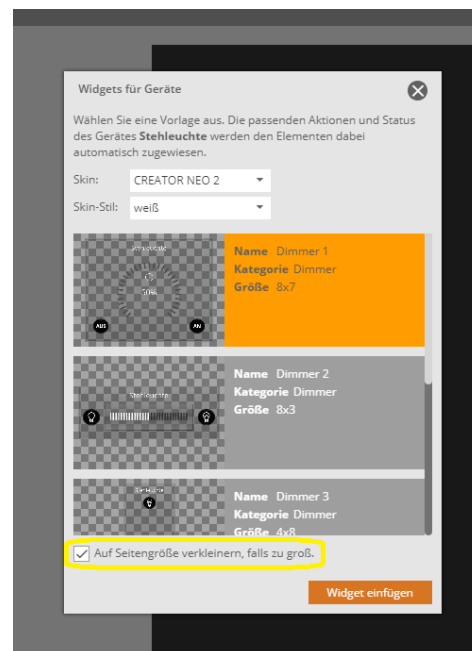 Widgets für Geräte
Wählen Sie eine Vorlage aus. Die passenden Aktionen und Status
des Gerätes Stehleuchte werden den Elementen dabei
automatisch zugewiesen.
Skin: CREATOR NEO 2
Skin-Stil: weiß
Stehleuchte
50%
AUS AN
Name Dimmer 1
Kategorie Dimmer
Größe 8x7
Stehleuchte
Name Dimmer 2
Kategorie Dimmer
Größe 8x3
Stehleuchte
Name Dimmer 3
Kategorie Dimmer
Größe 4x8
Auf Seitengröße verkleinern, falls zu groß.
Widget einfügen